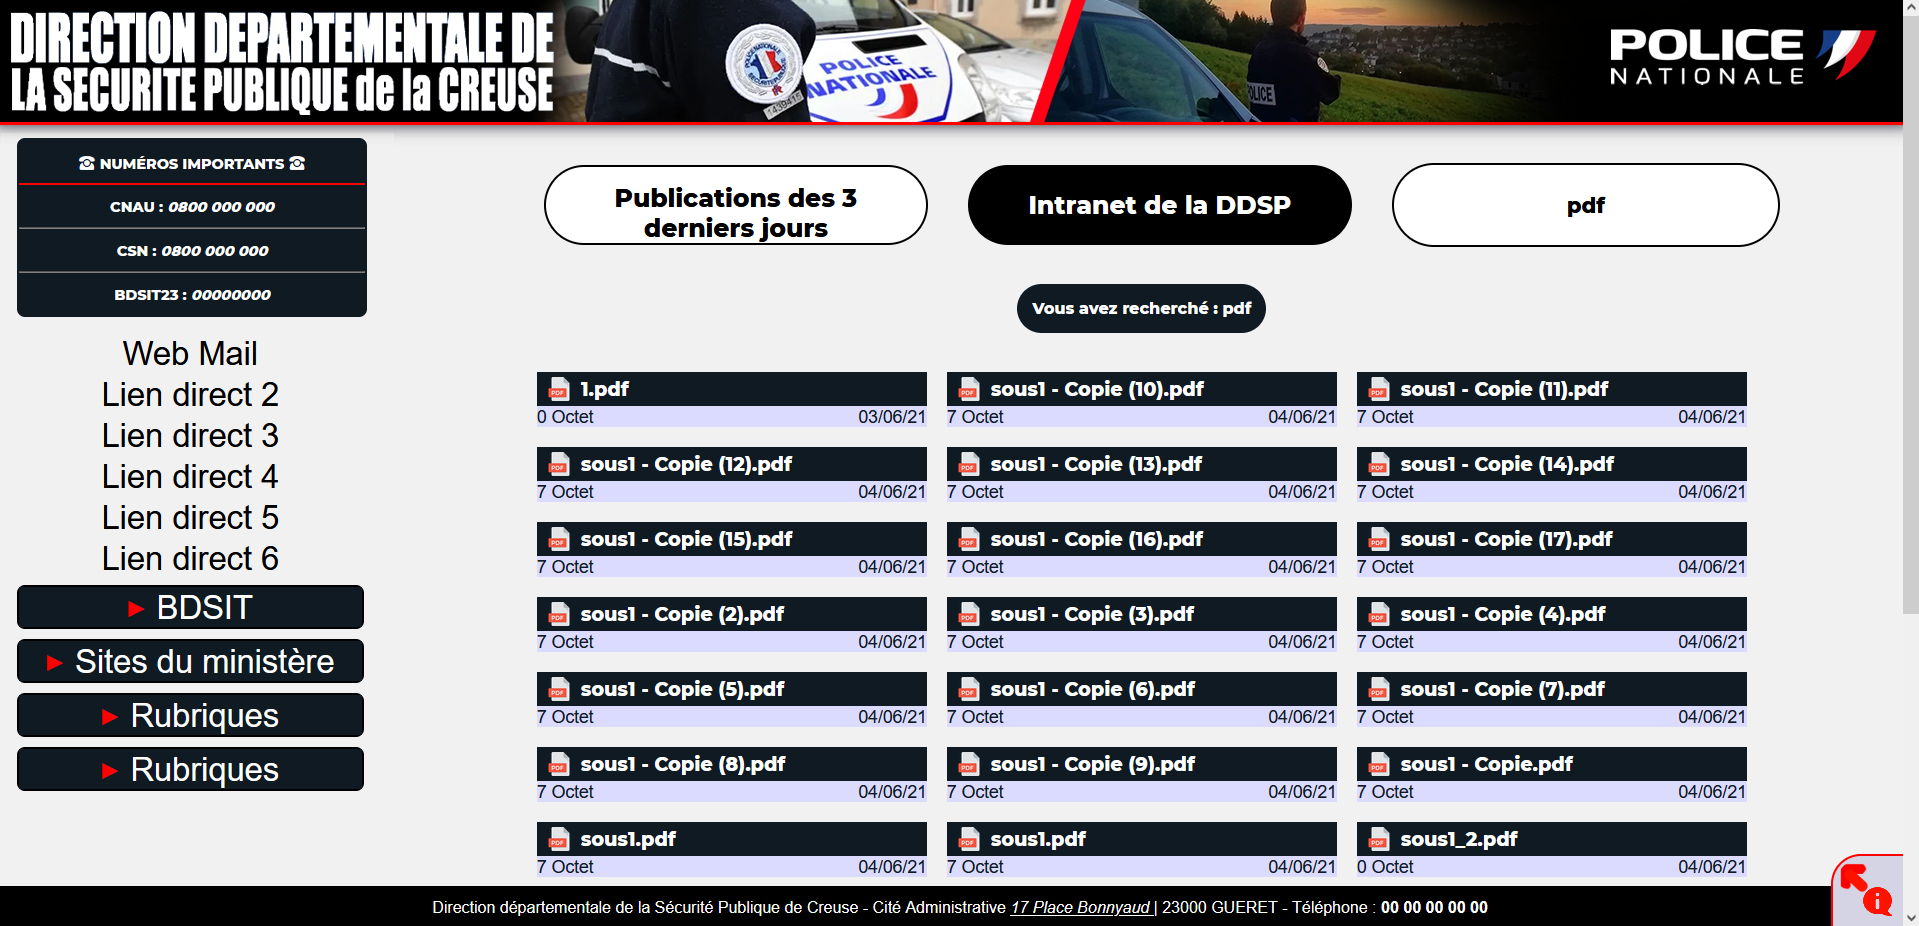 DIRECTION DEPARTEMENTALE DE
LA SECURITE PUBLIQUE de la CREUSE
POLICE
NATIONALE
POLICE
POLICE
NATIONALE
☎ NUMÉROS IMPORTANTS ☎
CNAU : 0800 000 000
CSN : 0800 000 000
BDSIT23 : 00000000
Web Mail
Lien direct 2
Lien direct 3
Lien direct 4
Lien direct 5
Lien direct 6
► BDSIT
► Sites du ministère
► Rubriques
► Rubriques
Publications des 3
derniers jours
Intranet de la DDSP
pdf
Vous avez recherché : pdf
1.pdf
0 Octet 03/06/21
sous1 - Copie (10).pdf
7 Octet 04/06/21
sous1 - Copie (11).pdf
7 Octet 04/06/21
sous1 - Copie (12).pdf
7 Octet 04/06/21
sous1 - Copie (13).pdf
7 Octet 04/06/21
sous1 - Copie (14).pdf
7 Octet 04/06/21
sous1 - Copie (15).pdf
7 Octet 04/06/21
sous1 - Copie (16).pdf
7 Octet 04/06/21
sous1 - Copie (17).pdf
7 Octet 04/06/21
sous1 - Copie (2).pdf
7 Octet 04/06/21
sous1 - Copie (3).pdf
7 Octet 04/06/21
sous1 - Copie (4).pdf
7 Octet 04/06/21
sous1 - Copie (5).pdf
7 Octet 04/06/21
sous1 - Copie (6).pdf
7 Octet 04/06/21
sous1 - Copie (7).pdf
7 Octet 04/06/21
sous1 - Copie (8).pdf
7 Octet 04/06/21
sous1 - Copie (9).pdf
7 Octet 04/06/21
sous1 - Copie.pdf
7 Octet 04/06/21
sous1.pdf
7 Octet 04/06/21
sous1.pdf
7 Octet 04/06/21
sous1_2.pdf
0 Octet 04/06/21
Direction départementale de la Sécurité Publique de Creuse - Cité Administrative 17 Place Bonnyaud | 23000 GUERET - Téléphone : 00 00 00 00 00